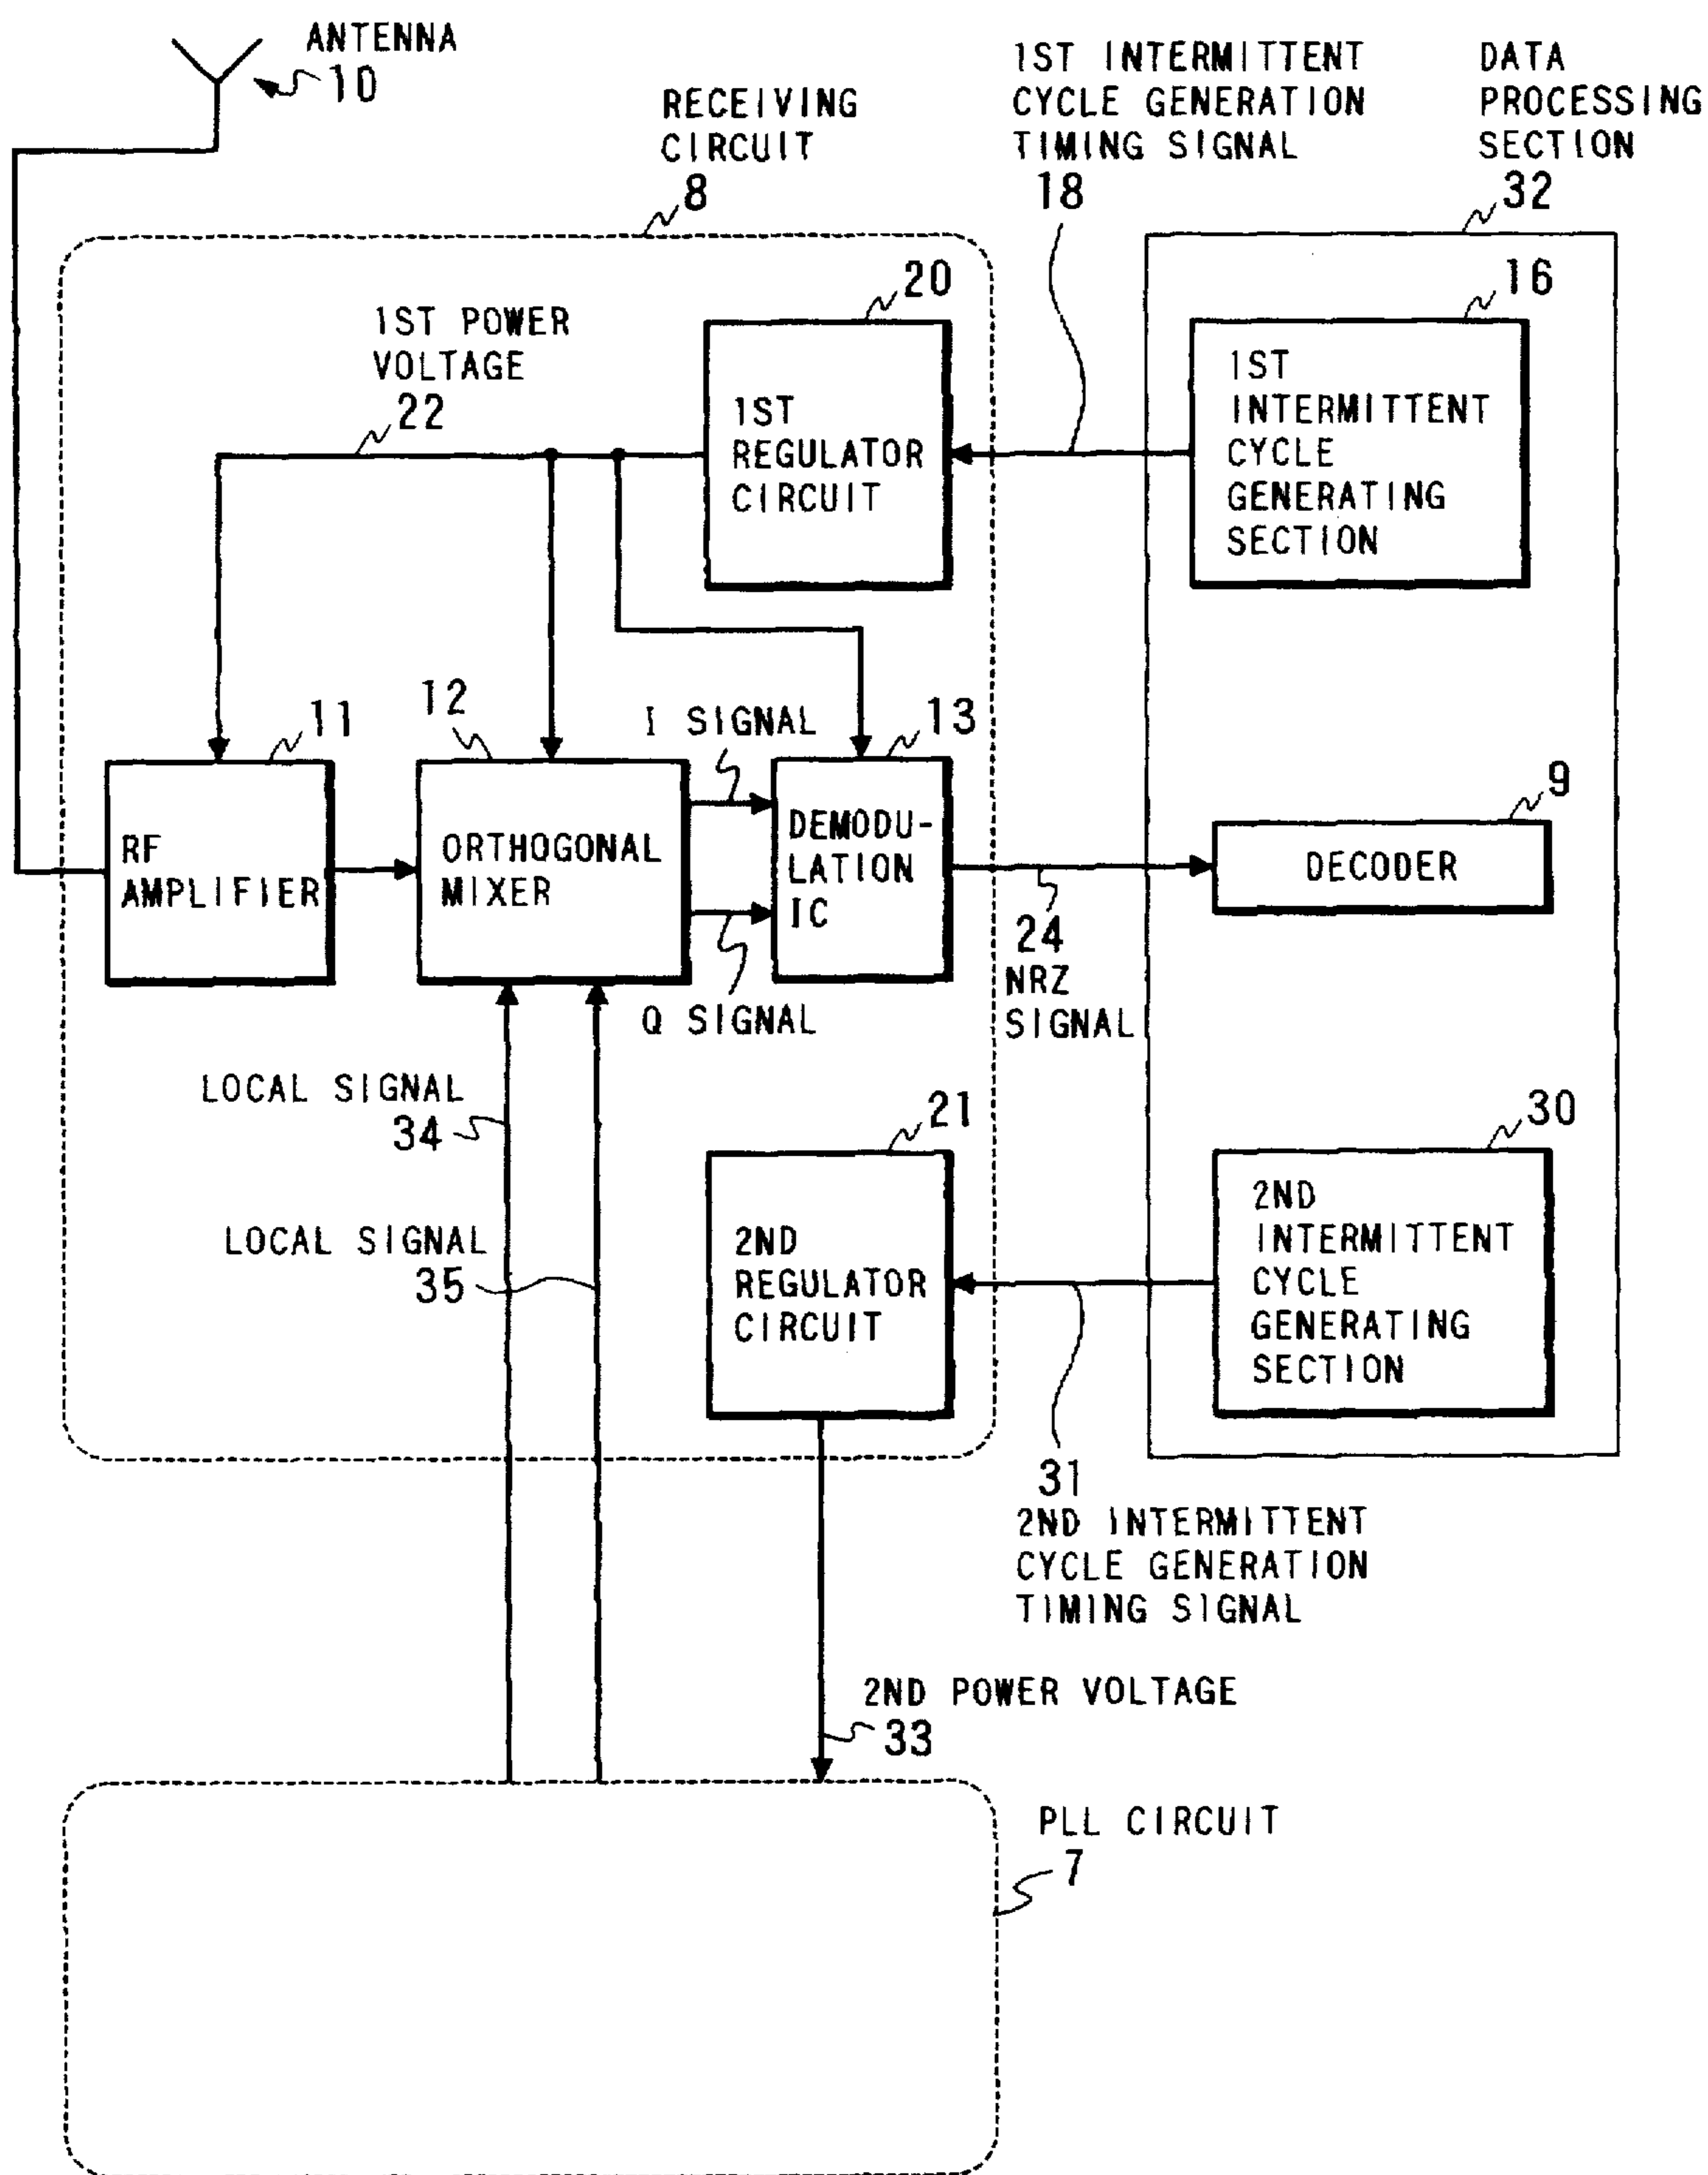 ANTENNA
10
RECEIVING
CIRCUIT
8
1ST INTERMITTENT
CYCLE GENERATION
TIMING SIGNAL
18
DATA
PROCESSING
SECTION
32
20
16
1ST POWER
VOLTAGE
22
1ST
REGULATOR
CIRCUIT
1ST
INTERMITTENT
CYCLE
GENERATING
SECTION
11
12
I SIGNAL
13
9
RF
AMPLIFIER
ORTHOGONAL
MIXER
DEMODU-
LATION
IC
DECODER
Q SIGNAL
24
NRZ
SIGNAL
LOCAL SIGNAL
34
21
30
LOCAL SIGNAL
35
2ND
REGULATOR
CIRCUIT
2ND
INTERMITTENT
CYCLE
GENERATING
SECTION
31
2ND INTERMITTENT
CYCLE GENERATION
TIMING SIGNAL
2ND POWER VOLTAGE
33
PLL CIRCUIT
7